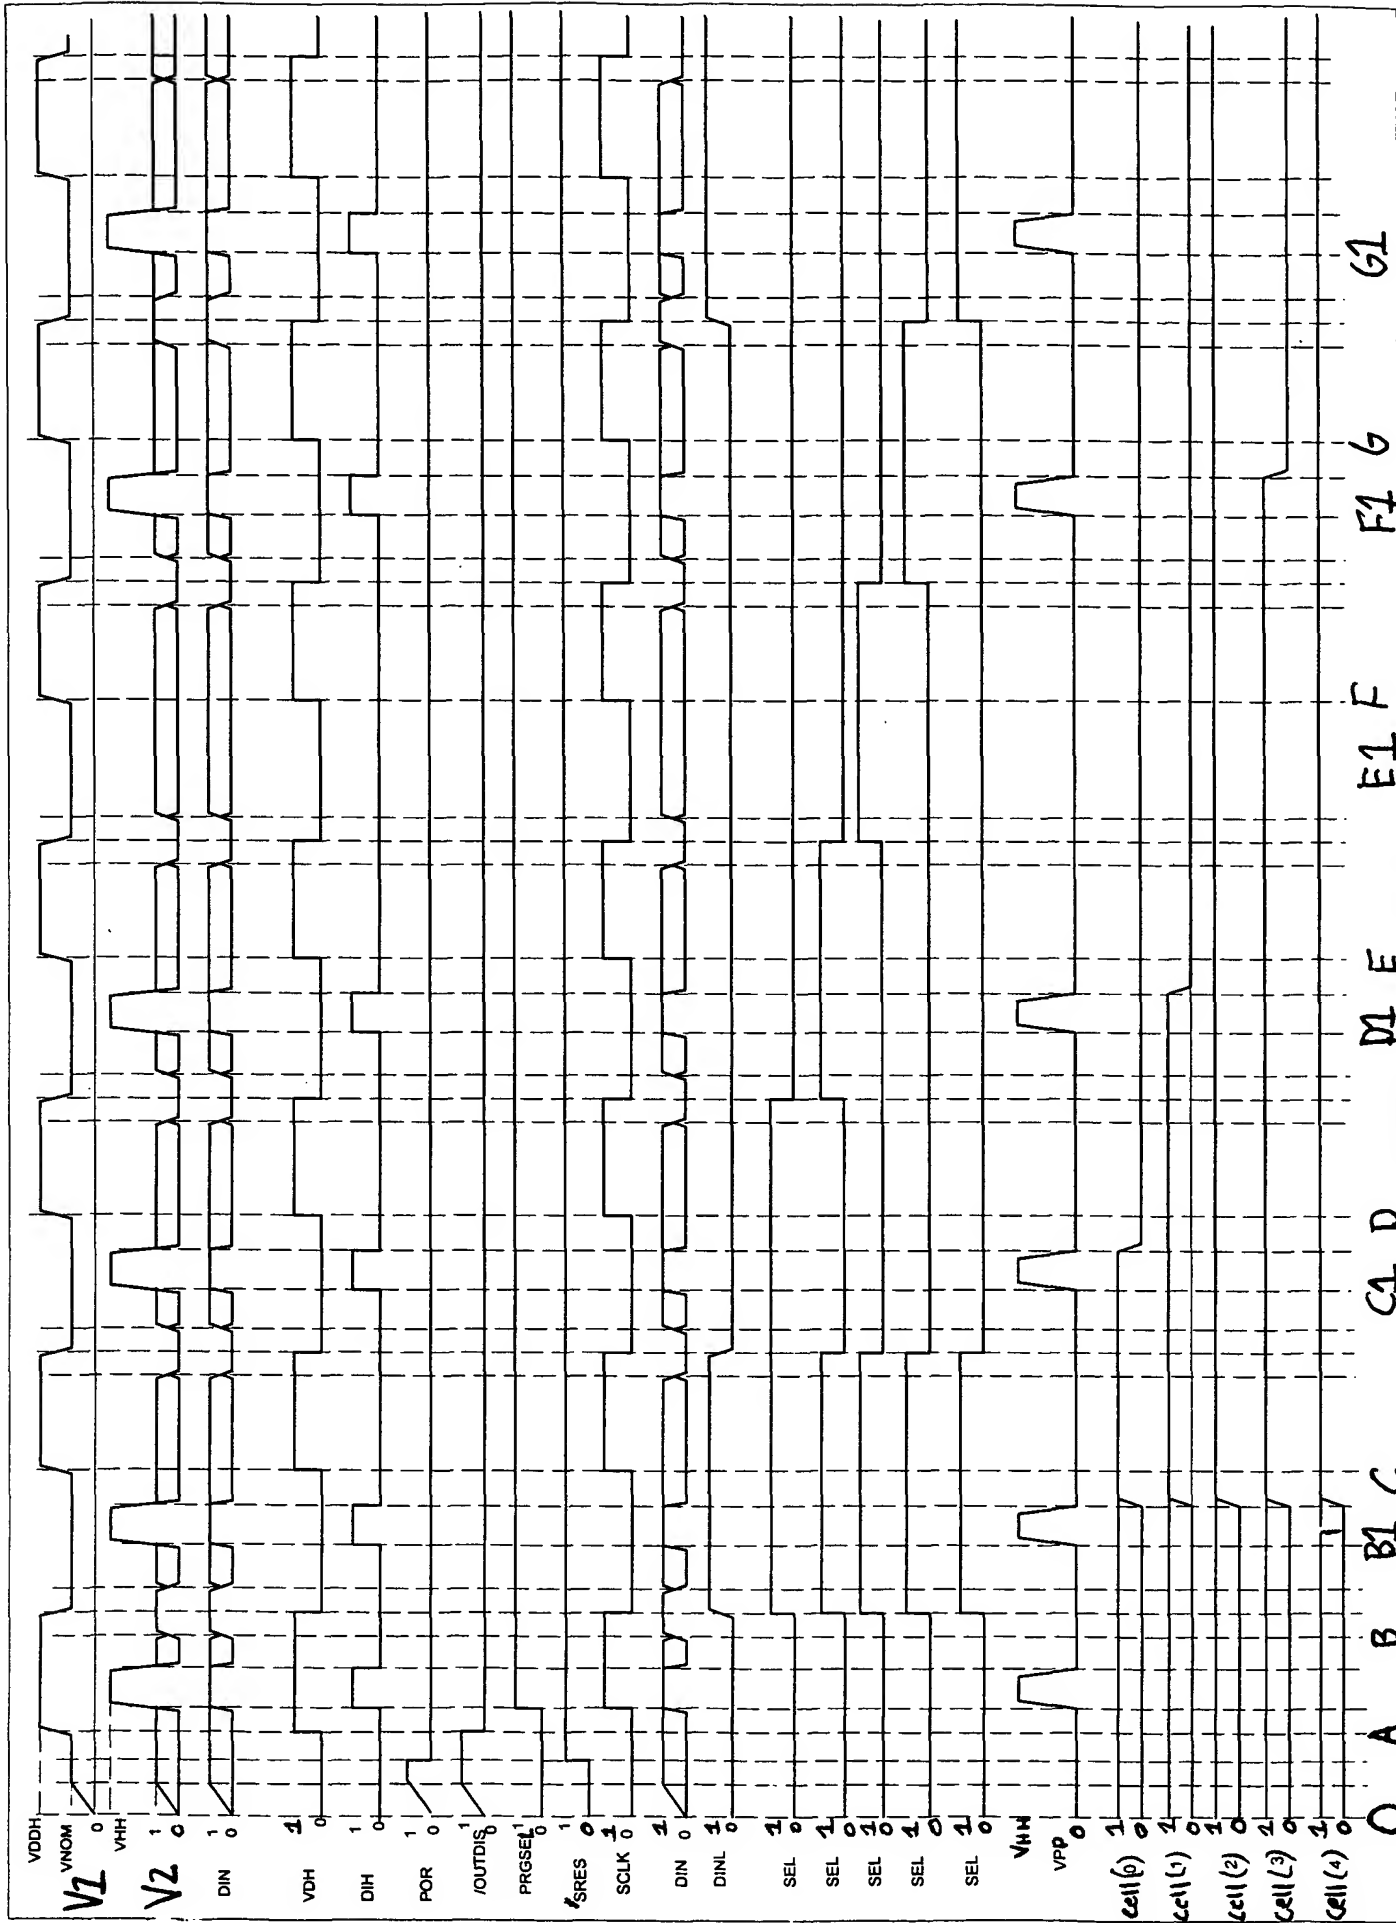 VDDH
VNOM
V1 0
VHH
V2 1 0
DIN 1 0
VDH 1 0
DIH 1 0
POR 1 0
/OUTDIS 1 0
PRGSEL 1 0
/SRES 1 0
SCLK 1 0
DIN 1 0
DINL 1 0
SEL 1 0
SEL 1 0
SEL 1 0
SEL 1 0
SEL 1 0
VHH
VPP 0
cell(0) 1 0
cell(1) 1 0
cell(2) 1 0
cell(3) 1 0
cell(4) 1 0
O A B B1 C C1 D D1 E E1 F F1 G G1